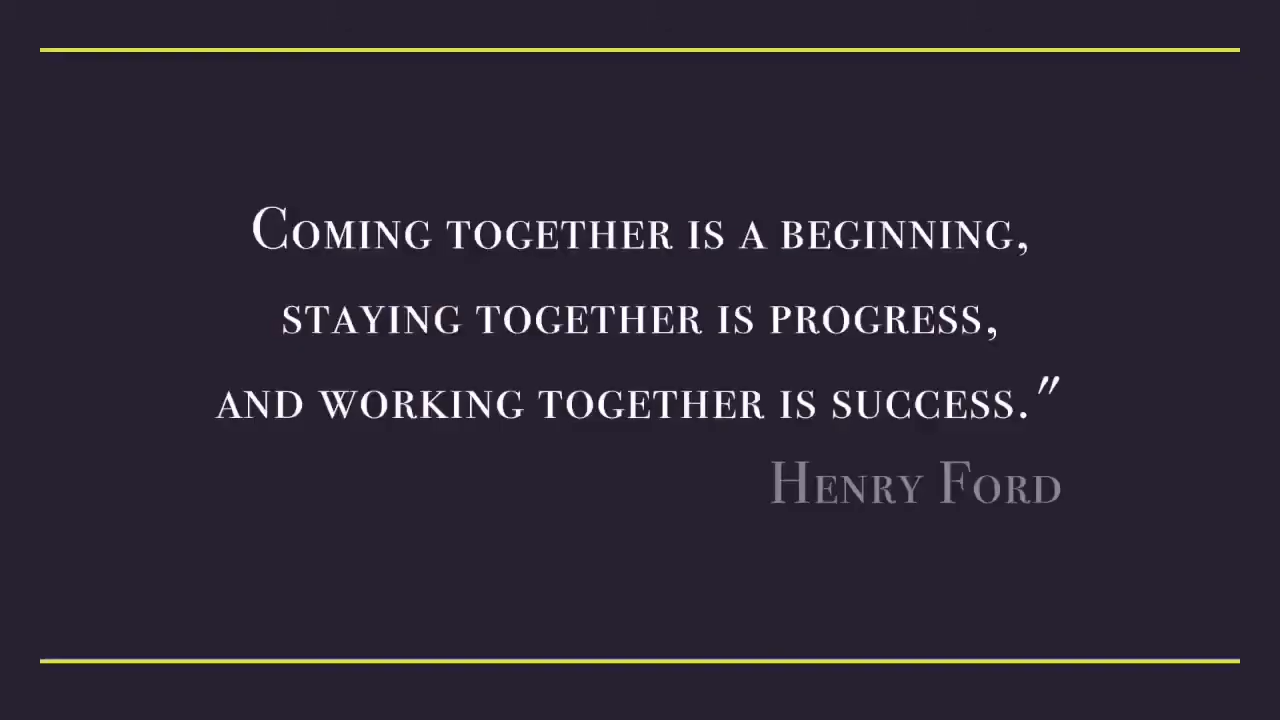 Coming together is a beginning,
staying together is progress,
and working together is success."
Henry Ford